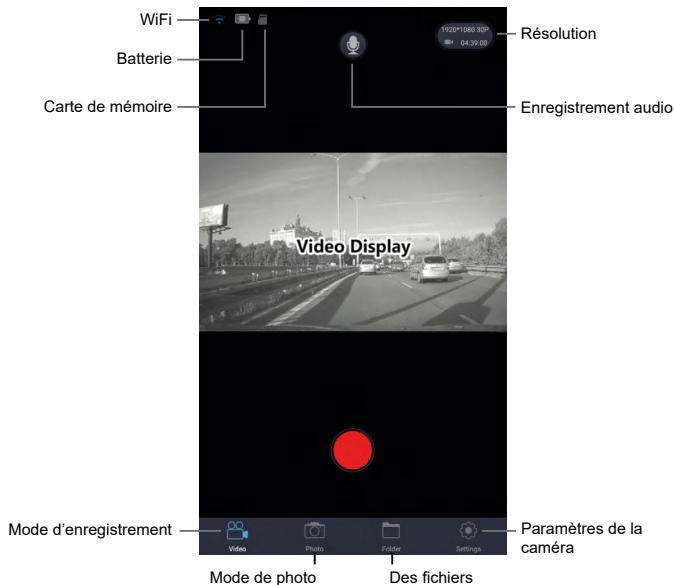 WiFi
Batterie
Carte de mémoire
1920*1080 30P
04:39:00
Résolution
Enregistrement audio
Video Display
Mode d’enregistrement
Video
Photo
Folder
Settings
Paramètres de la
caméra
Mode de photo
Des fichiers